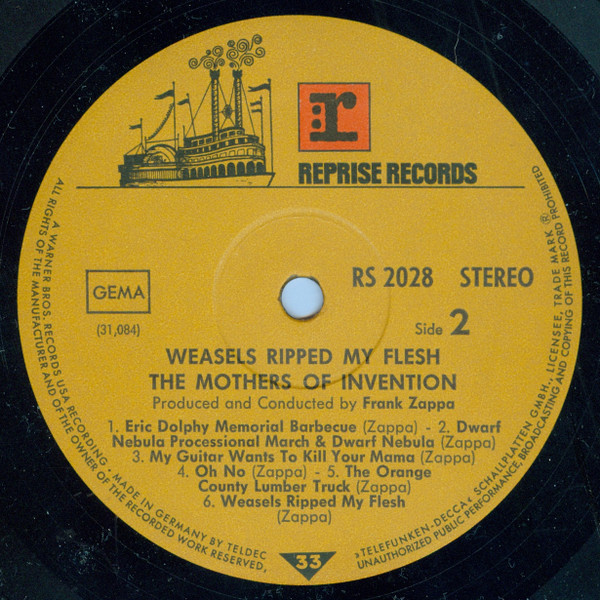 r:
REPRISE RECORDS
GEMA
(31,084)
RS 2028 STEREO
Side 2
WEASELS RIPPED MY FLESH
THE MOTHERS OF INVENTION
Produced and Conducted by Frank Zappa
1. Eric Dolphy Memorial Barbecue (Zappa) - 2. Dwarf
Nebula Processional March & Dwarf Nebula (Zappa)
3. My Guitar Wants To Kill Your Mama (Zappa)
4. Oh No (Zappa) - 5. The Orange
County Lumber Truck (Zappa)
6. Weasels Ripped My Flesh
(Zappa)
33
A WARNER BROS. RECORDS USA RECORDING - MADE IN GERMANY BY TELDEC
»TELEFUNKEN-DECCA« SCHALLPLATTEN GMBH., LICENSEE, TRADE MARK ®
ALL RIGHTS OF THE MANUFACTURER AND OF THE OWNER OF THE RECORDED WORK RESERVED,
UNAUTHORIZED PUBLIC PERFORMANCE, BROADCASTING AND COPYING OF THIS RECORD PROHIBITED